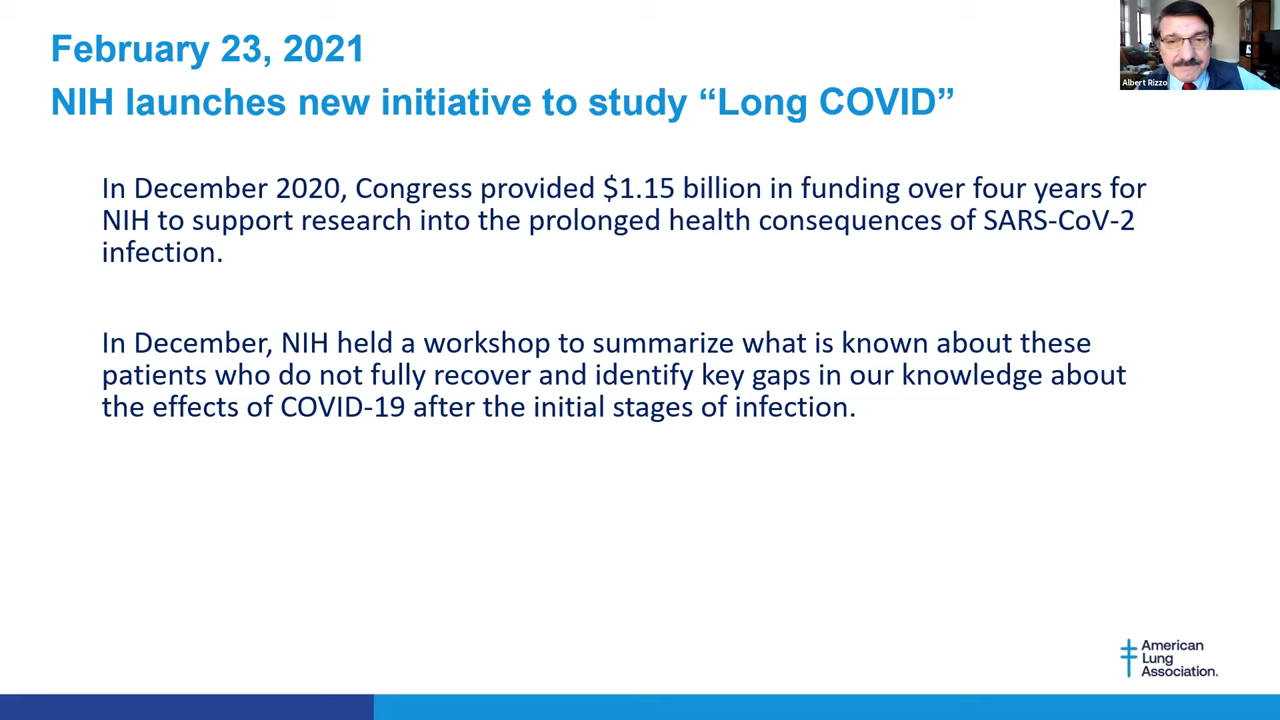 February 23, 2021
NIH launches new initiative to study “Long COVID”
Albert Rizzo
In December 2020, Congress provided $1.15 billion in funding over four years for
NIH to support research into the prolonged health consequences of SARS-CoV-2
infection.
In December, NIH held a workshop to summarize what is known about these
patients who do not fully recover and identify key gaps in our knowledge about
the effects of COVID-19 after the initial stages of infection.
American
Lung
Association.